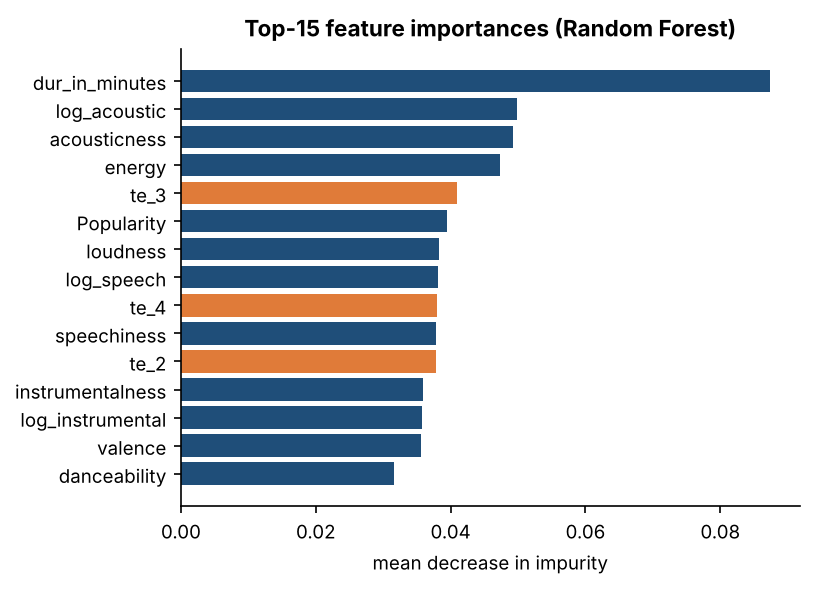 Top-15 feature importances (Random Forest)
dur_in_minutes
log_acoustic
acousticness
energy
te_3
Popularity
loudness
log_speech
te_4
speechiness
te_2
instrumentalness
log_instrumental
valence
danceability
0.00 0.02 0.04 0.06 0.08
mean decrease in impurity